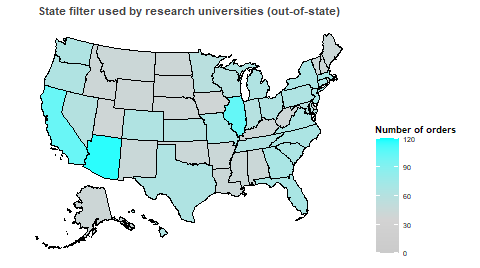 State filter used by research universities (out-of-state)
Number of orders
120
90
60
30
0